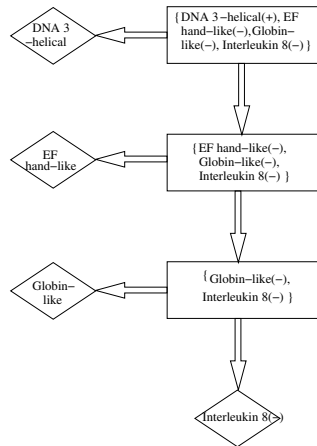 DNA 3
−helical
{DNA 3−helical(+), EF
hand−like(−),Globin−
like(−), Interleukin 8(−) }
EF
hand−like
{EF hand−like(−),
Globin−like(−),
Interleukin 8(−) }
Globin−
like
{Globin−like(−),
Interleukin 8(−) }
Interleukin 8(−)